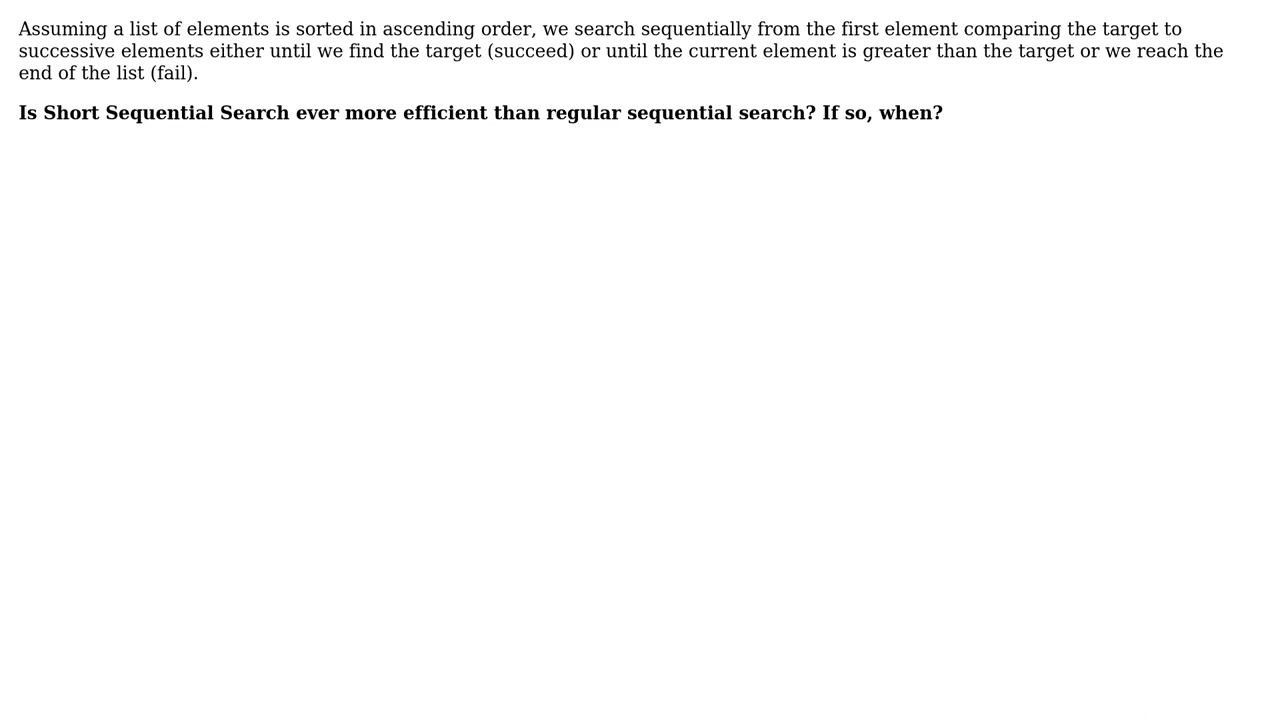 Assuming a list of elements is sorted in ascending order, we search sequentially from the first element comparing the target to
successive elements either until we find the target (succeed) or until the current element is greater than the target or we reach the
end of the list (fail).
Is Short Sequential Search ever more efficient than regular sequential search? If so, when?